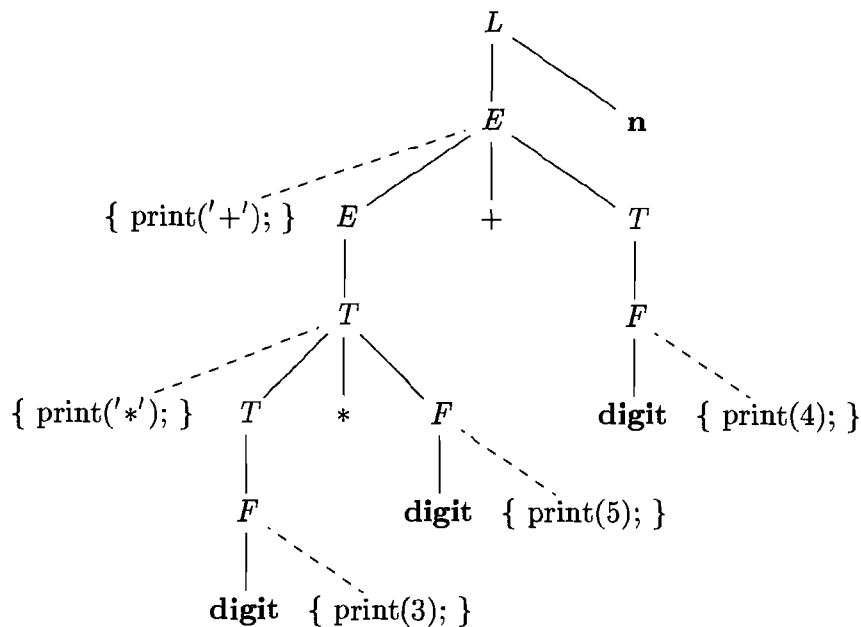 L
E n
{ print('+'); } E + T
T F
{ print('*'); } T * F digit { print(4); }
F digit { print(5); }
digit { print(3); }